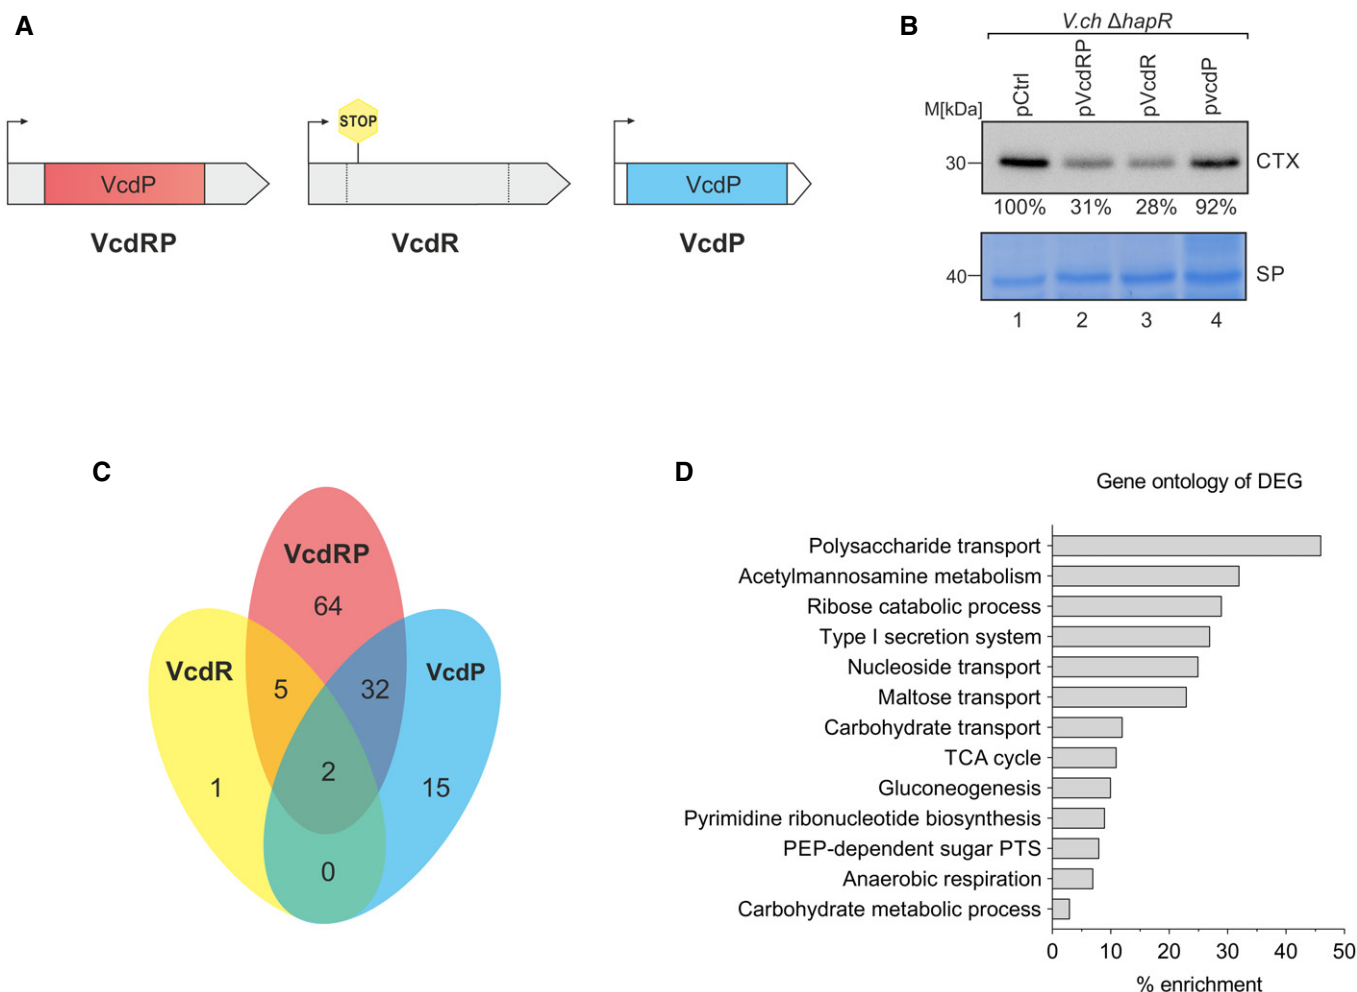 A
VcdP
VcdRP
STOP
VcdR
VcdP
VcdP
B
V.ch ΔhapR
pCtrl
pVcdRP
pVcdR
pvcdP
M[kDa]
30
CTX
100% 31% 28% 92%
40
SP
1 2 3 4
C
VcdRP
64
VcdR
VcdP
5
32
2
1
15
0
D
Gene ontology of DEG
Polysaccharide transport
Acetylmannosamine metabolism
Ribose catabolic process
Type I secretion system
Nucleoside transport
Maltose transport
Carbohydrate transport
TCA cycle
Gluconeogenesis
Pyrimidine ribonucleotide biosynthesis
PEP-dependent sugar PTS
Anaerobic respiration
Carbohydrate metabolic process
0 10 20 30 40 50
% enrichment